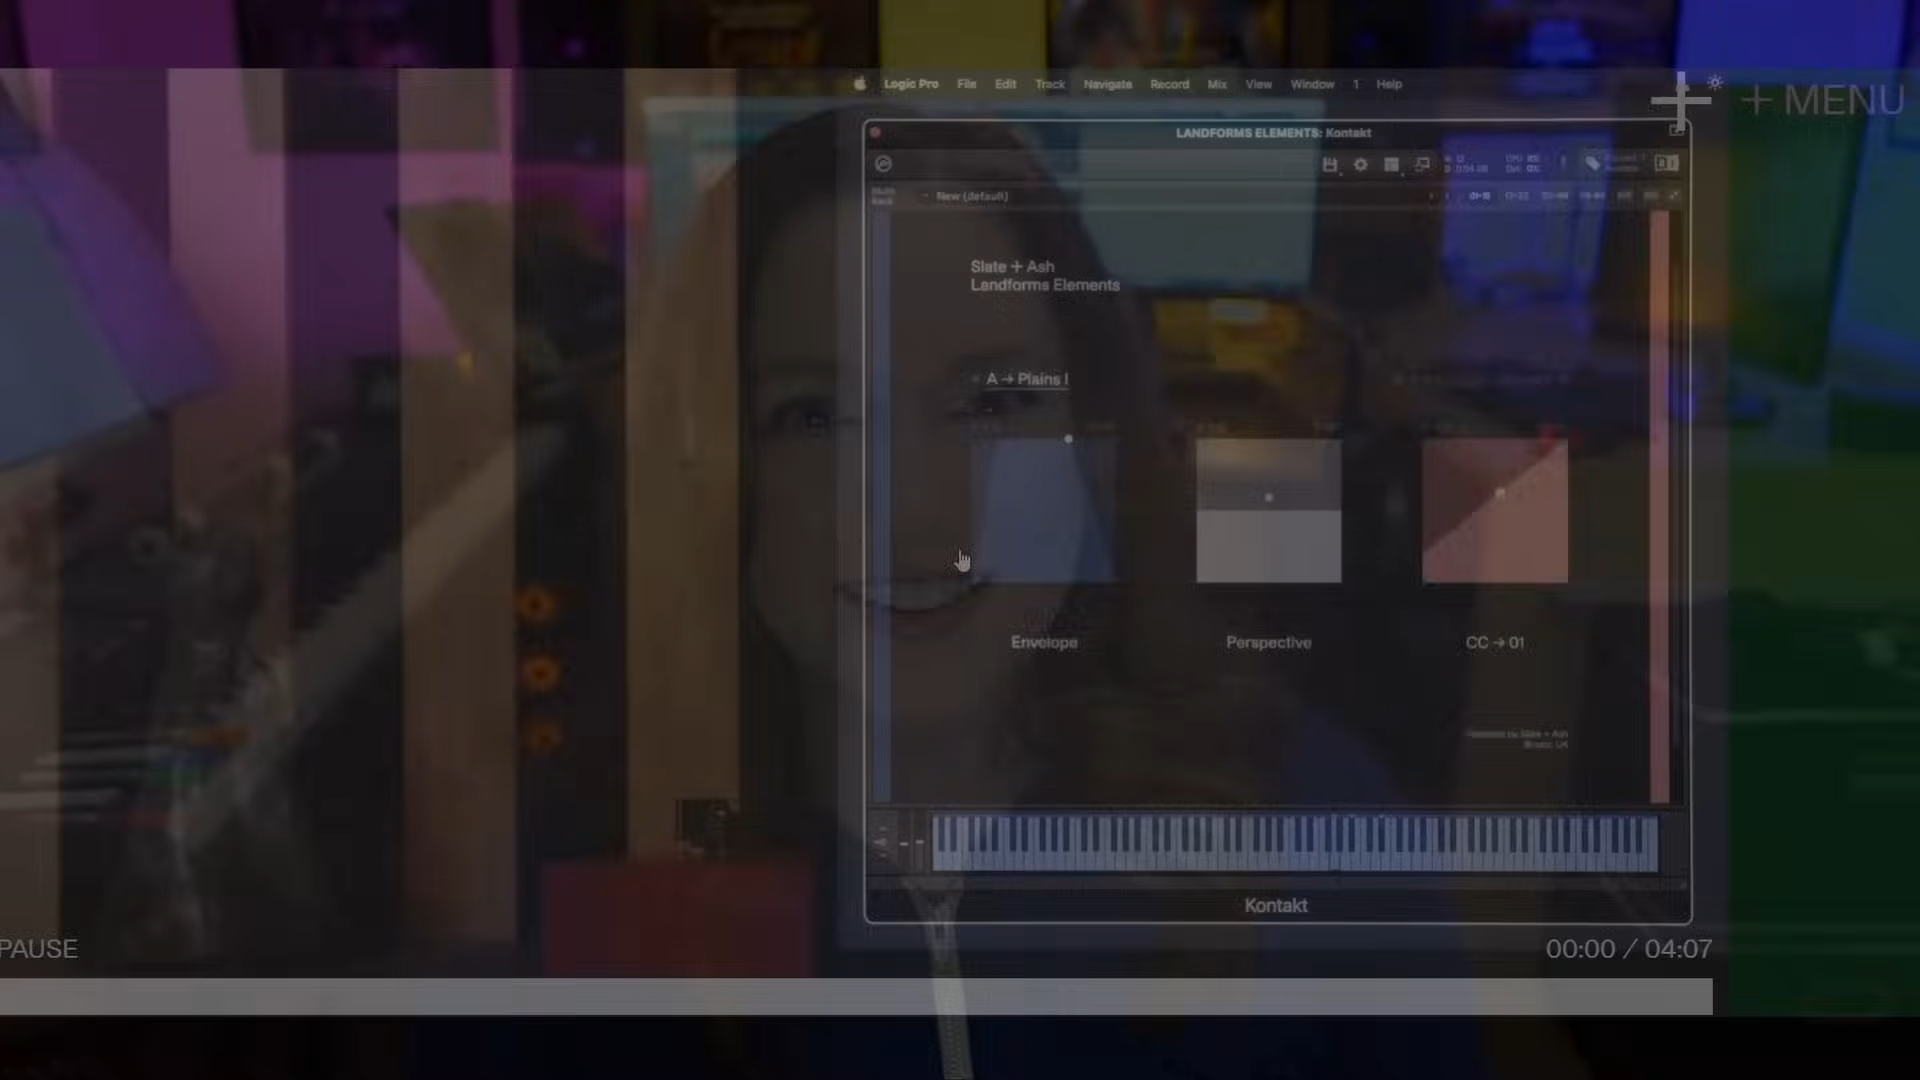 Logic Pro File Edit Track Navigate Record Mix View Window 1 Help
+ MENU
LANDFORMS ELEMENTS: Kontakt
New (default)
Slate + Ash
Landforms Elements
A → Plains I
Envelope
Perspective
CC → 01
Kontakt
PAUSE
00:00 / 04:07